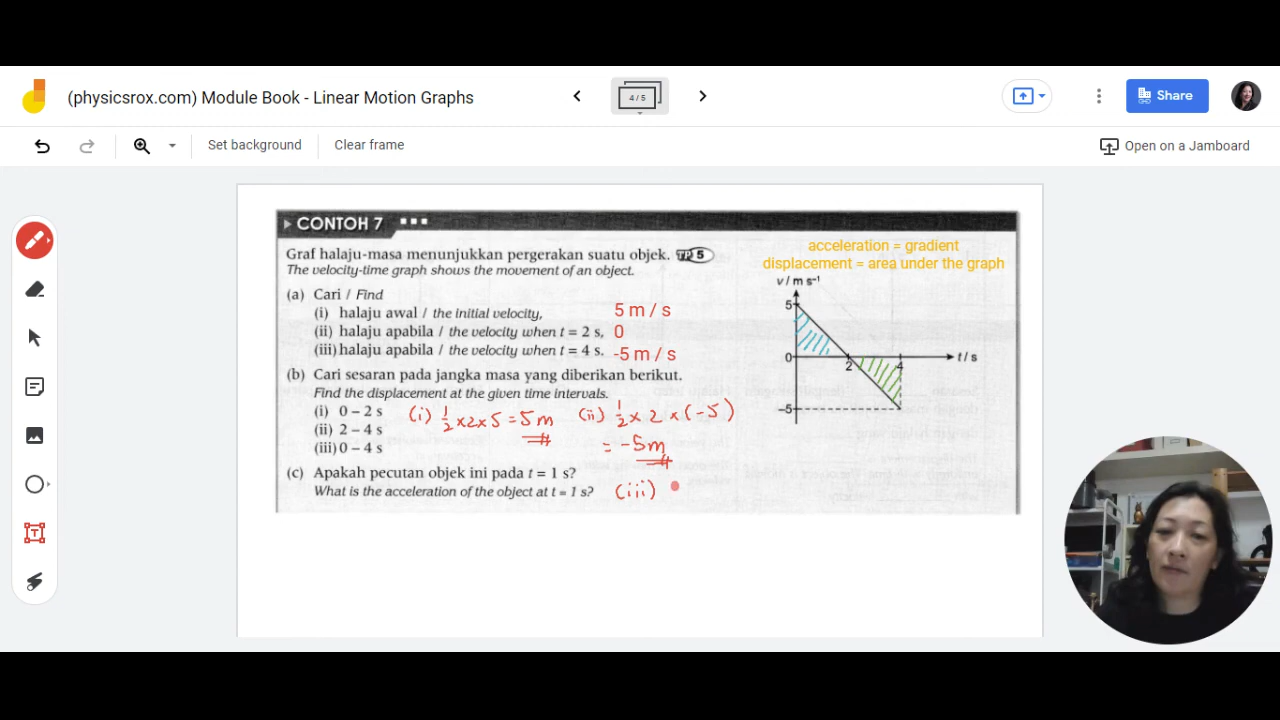 (physicsrox.com) Module Book - Linear Motion Graphs
4 / 5
Share
Set background
Clear frame
Open on a Jamboard
CONTOH 7
Graf halaju-masa menunjukkan pergerakan suatu objek. TP 5
The velocity-time graph shows the movement of an object.
(a) Cari / Find
(i) halaju awal / the initial velocity, 5 m / s
(ii) halaju apabila / the velocity when t = 2 s, 0
(iii) halaju apabila / the velocity when t = 4 s. -5 m / s
(b) Cari sesaran pada jangka masa yang diberikan berikut.
Find the displacement at the given time intervals.
(i) 0 – 2 s (i) 1/2 x 2 x 5 = 5m (ii) 1/2 x 2 x (-5)
(ii) 2 – 4 s
= -5m
(iii) 0 – 4 s
(c) Apakah pecutan objek ini pada t = 1 s?
What is the acceleration of the object at t = 1 s? (iii)
acceleration = gradient
displacement = area under the graph
v / m s⁻¹
5
0
2
4
t / s
–5